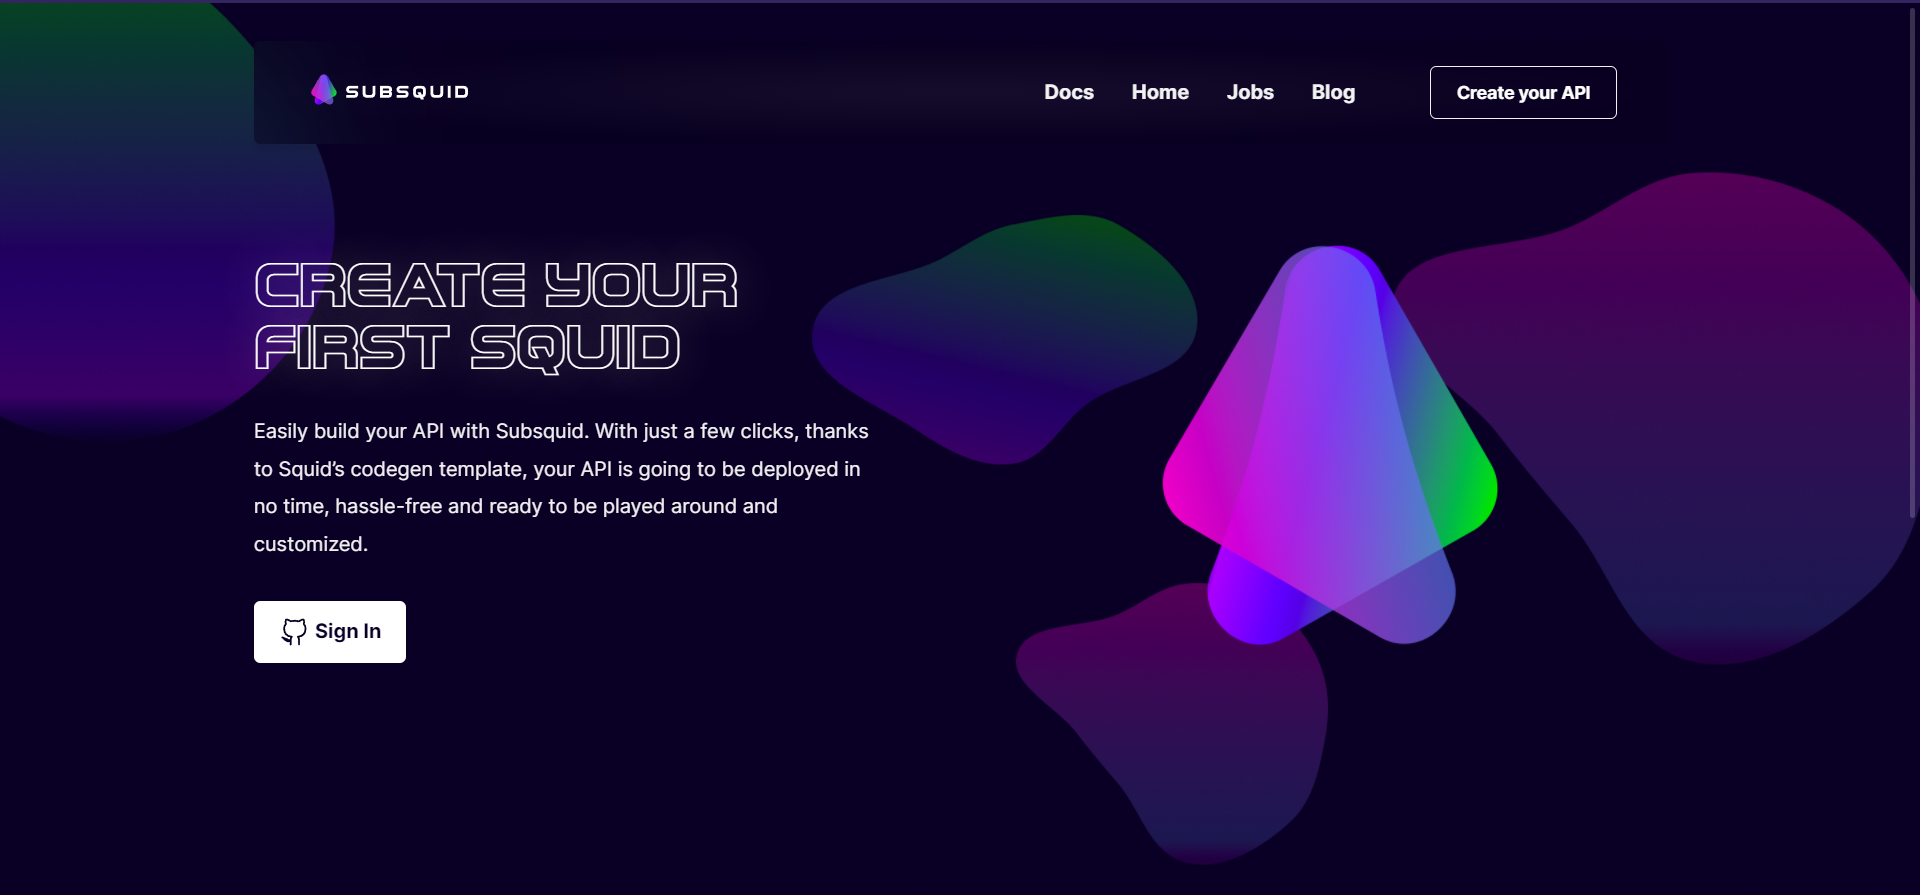 SUBSQUID
Docs Home Jobs Blog Create your API
CREATE YOUR
FIRST SQUID
Easily build your API with Subsquid. With just a few clicks, thanks
to Squid’s codegen template, your API is going to be deployed in
no time, hassle-free and ready to be played around and
customized.
Sign In